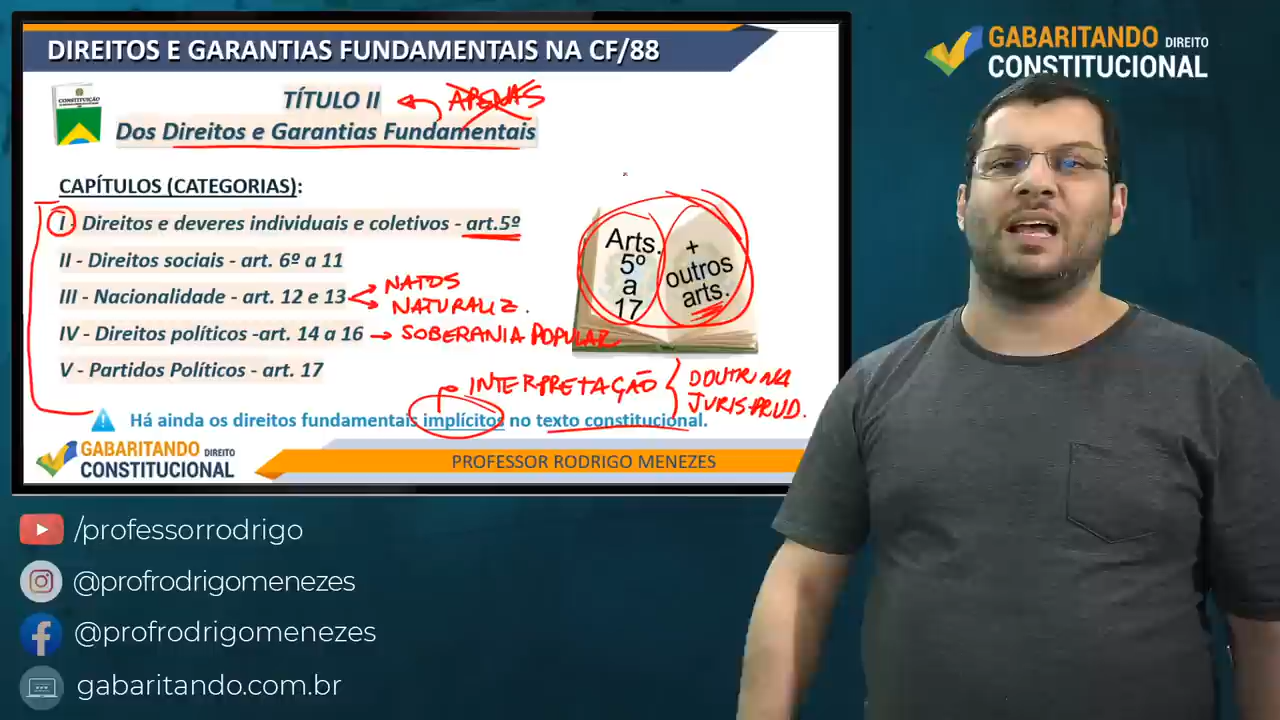 DIREITOS E GARANTIAS FUNDAMENTAIS NA CF/88
CONSTITUIÇÃO
TÍTULO II
APENAS
Dos Direitos e Garantias Fundamentais
CAPÍTULOS (CATEGORIAS):
I - Direitos e deveres individuais e coletivos - art.5º
II - Direitos sociais - art. 6º a 11
III - Nacionalidade - art. 12 e 13
NATOS
NATURALIZ.
IV - Direitos políticos -art. 14 a 16
SOBERANIA POPULAR
V - Partidos Políticos - art. 17
Arts.
5º
a
17
+
outros
arts.
INTERPRETAÇÃO
DOUTRINA
JURISPRUD.
Há ainda os direitos fundamentais implícitos no texto constitucional.
GABARITANDO DIREITO
CONSTITUCIONAL
PROFESSOR RODRIGO MENEZES
GABARITANDO DIREITO
CONSTITUCIONAL
/professorrodrigo
@profrodrigomenezes
@profrodrigomenezes
gabaritando.com.br